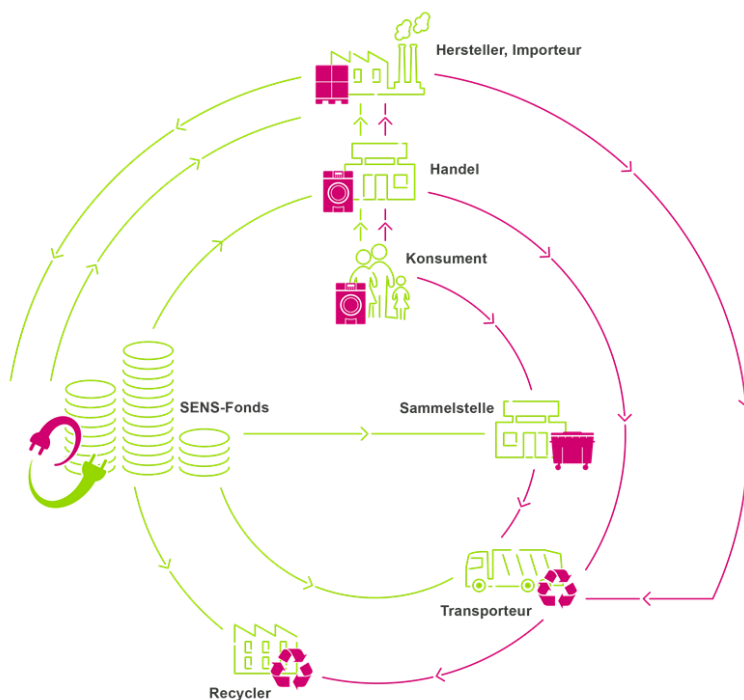 Hersteller, Importeur
Handel
Konsument
SENS-Fonds
Sammelstelle
Transporteur
Recycler